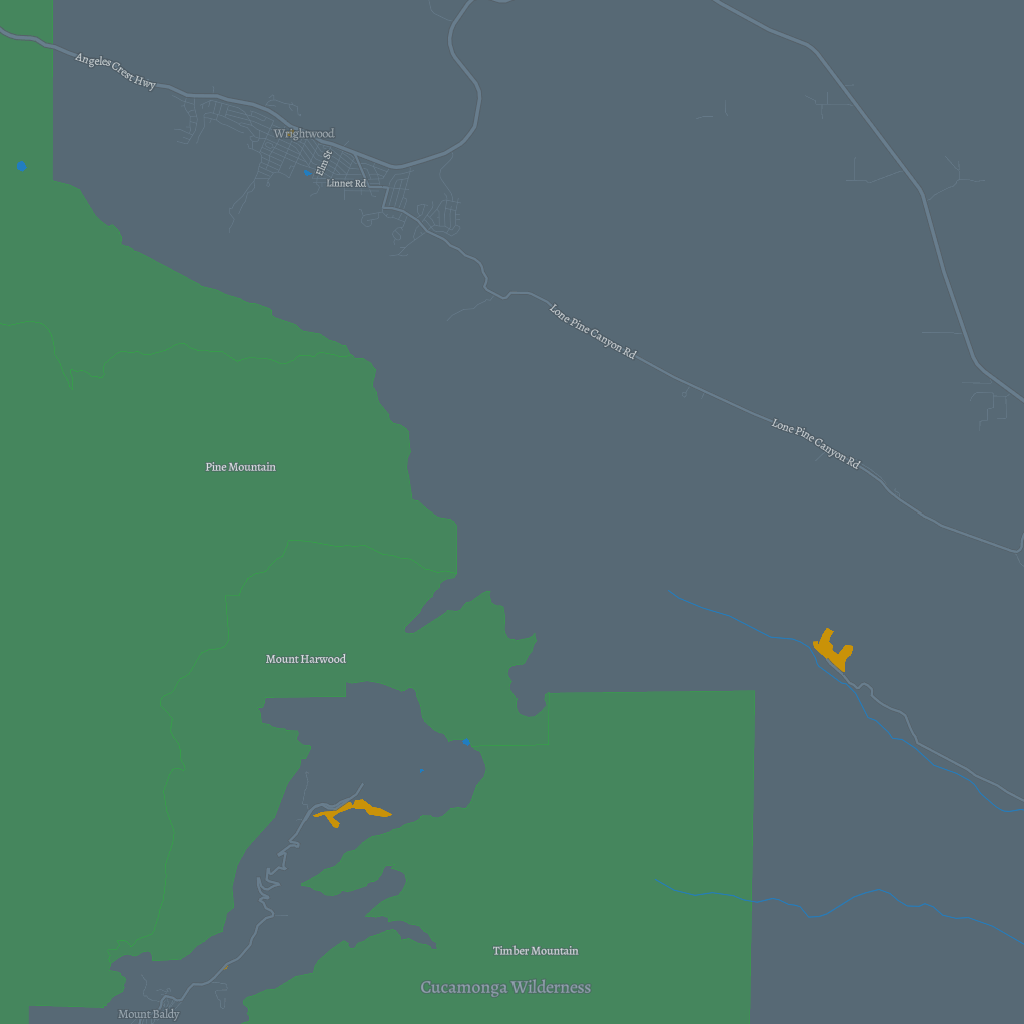 Angeles Crest Hwy
Wrightwood
Elm St
Linnet Rd
Lone Pine Canyon Rd
Lone Pine Canyon Rd
Pine Mountain
Mount Harwood
Timber Mountain
Cucamonga Wilderness
Mount Baldy